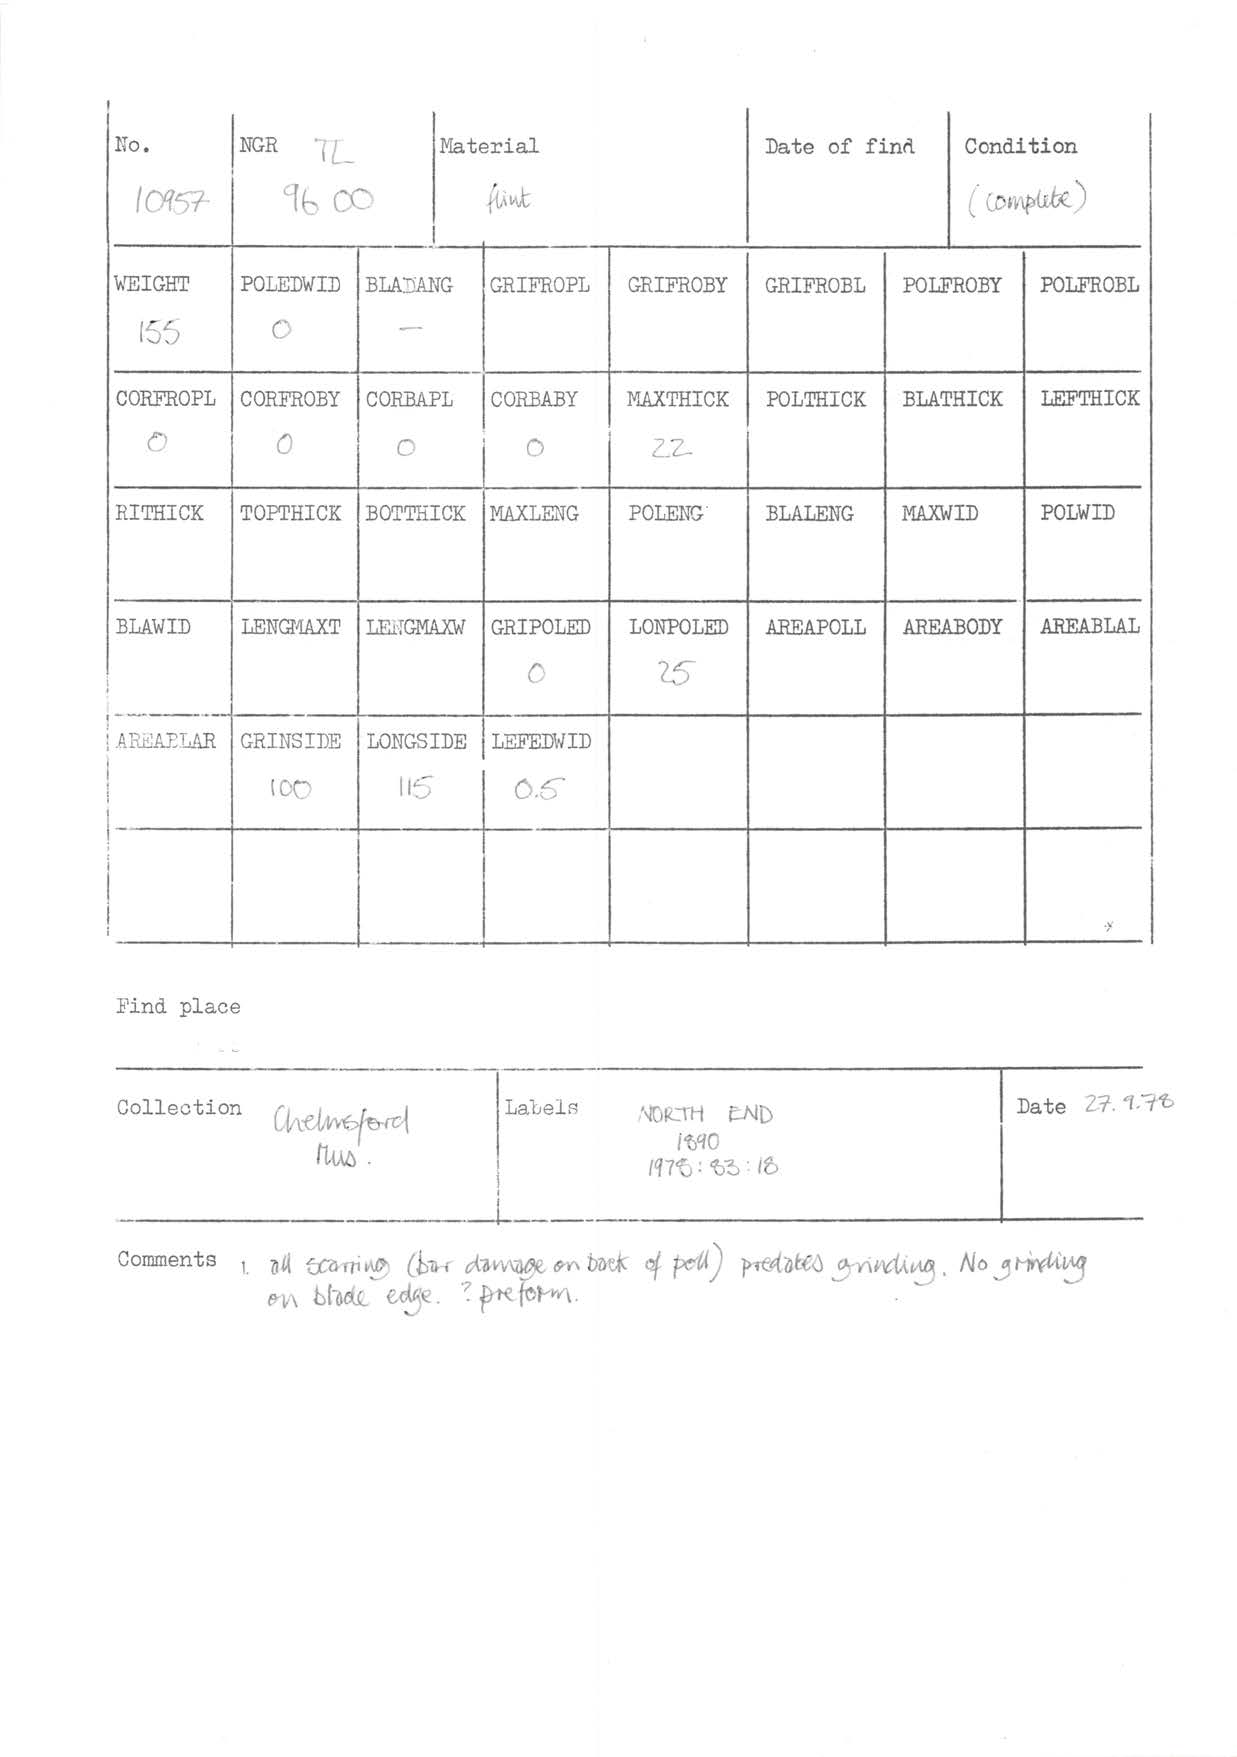 No. NGR TL Material Date of find Condition
10957 96 00 flint (complete)
WEIGHT POLEDWID BLADANG GRIFROPL GRIFROBY GRIFROBL POLFROBY POLFROBL
155 0 —
CORFROPL CORFROBY CORBAPL CORBABY MAXTHICK POLTHICK BLATHICK LEFTHICK
0 0 0 0 22
RITHICK TOPTHICK BOTTHICK MAXLENG POLENG BLALENG MAXWID POLWID
BLAWID LENGMAXT LENGMAXW GRIPOLED LONPOLED AREAPOLL AREABODY AREABLAL
0 25
AREABLAR GRINSIDE LONGSIDE LEFEDWID
100 115 0.5
Find place
Collection Chelmsford Labels NORTH END Date 27.9.78
Mus. 1890
1978:83:18
Comments 1. all scarring (bar damage on back of poll) predates grinding. No grinding
on blade edge. ? preform.